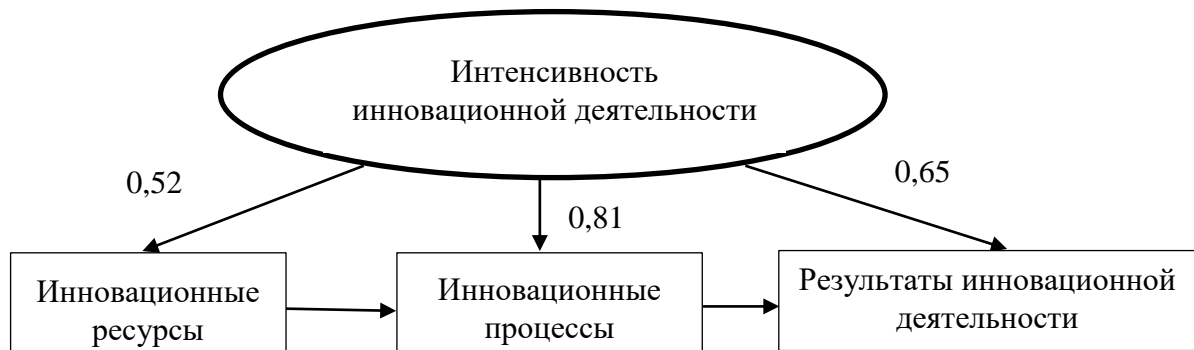 Интенсивность
инновационной деятельности
0,52
0,81
0,65
Инновационные
ресурсы
Инновационные
процессы
Результаты инновационной
деятельности